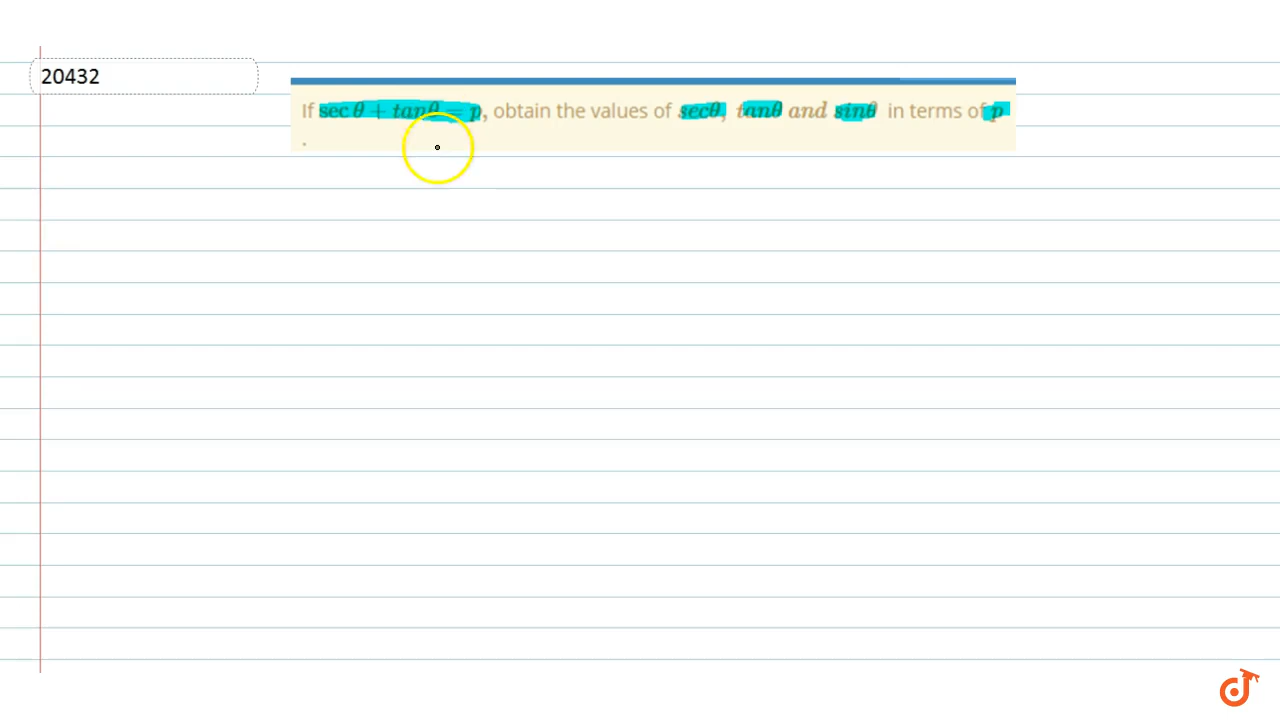 20432
If sec θ + tanθ = p, obtain the values of secθ, tanθ and sinθ in terms of p
.